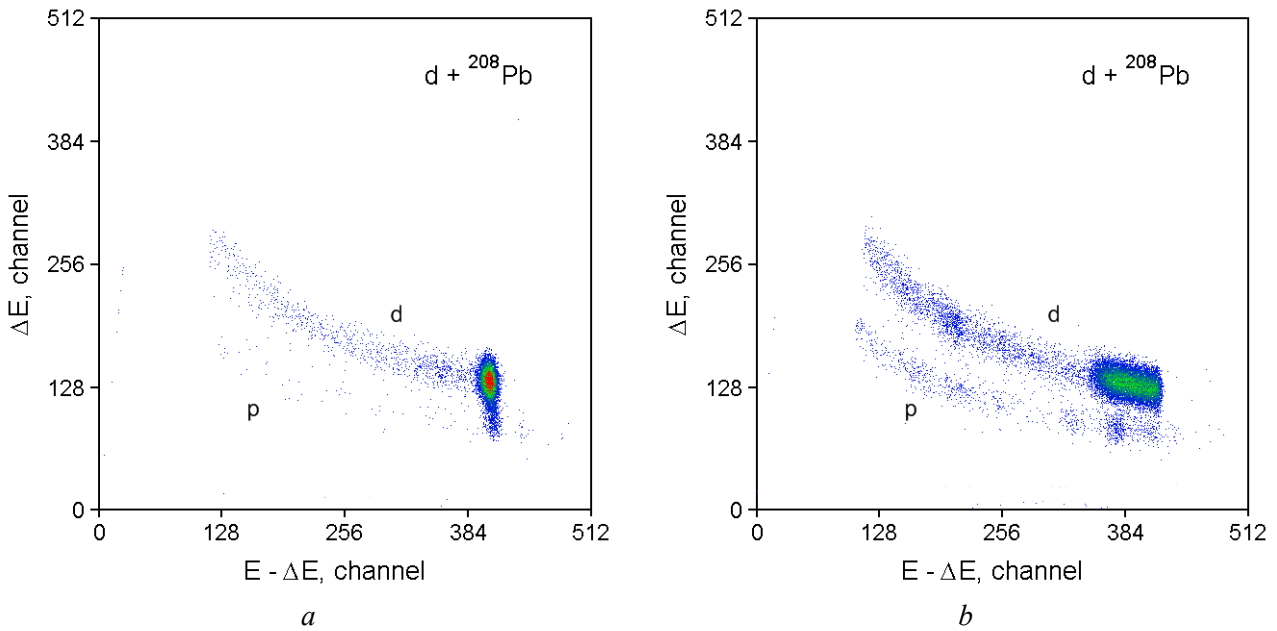 512
384
256
128
0
0
128
256
384
512
ΔE, channel
E - ΔE, channel
d + ²⁰⁸Pb
d
p
a
512
384
256
128
0
0
128
256
384
512
ΔE, channel
E - ΔE, channel
d + ²⁰⁸Pb
d
p
b